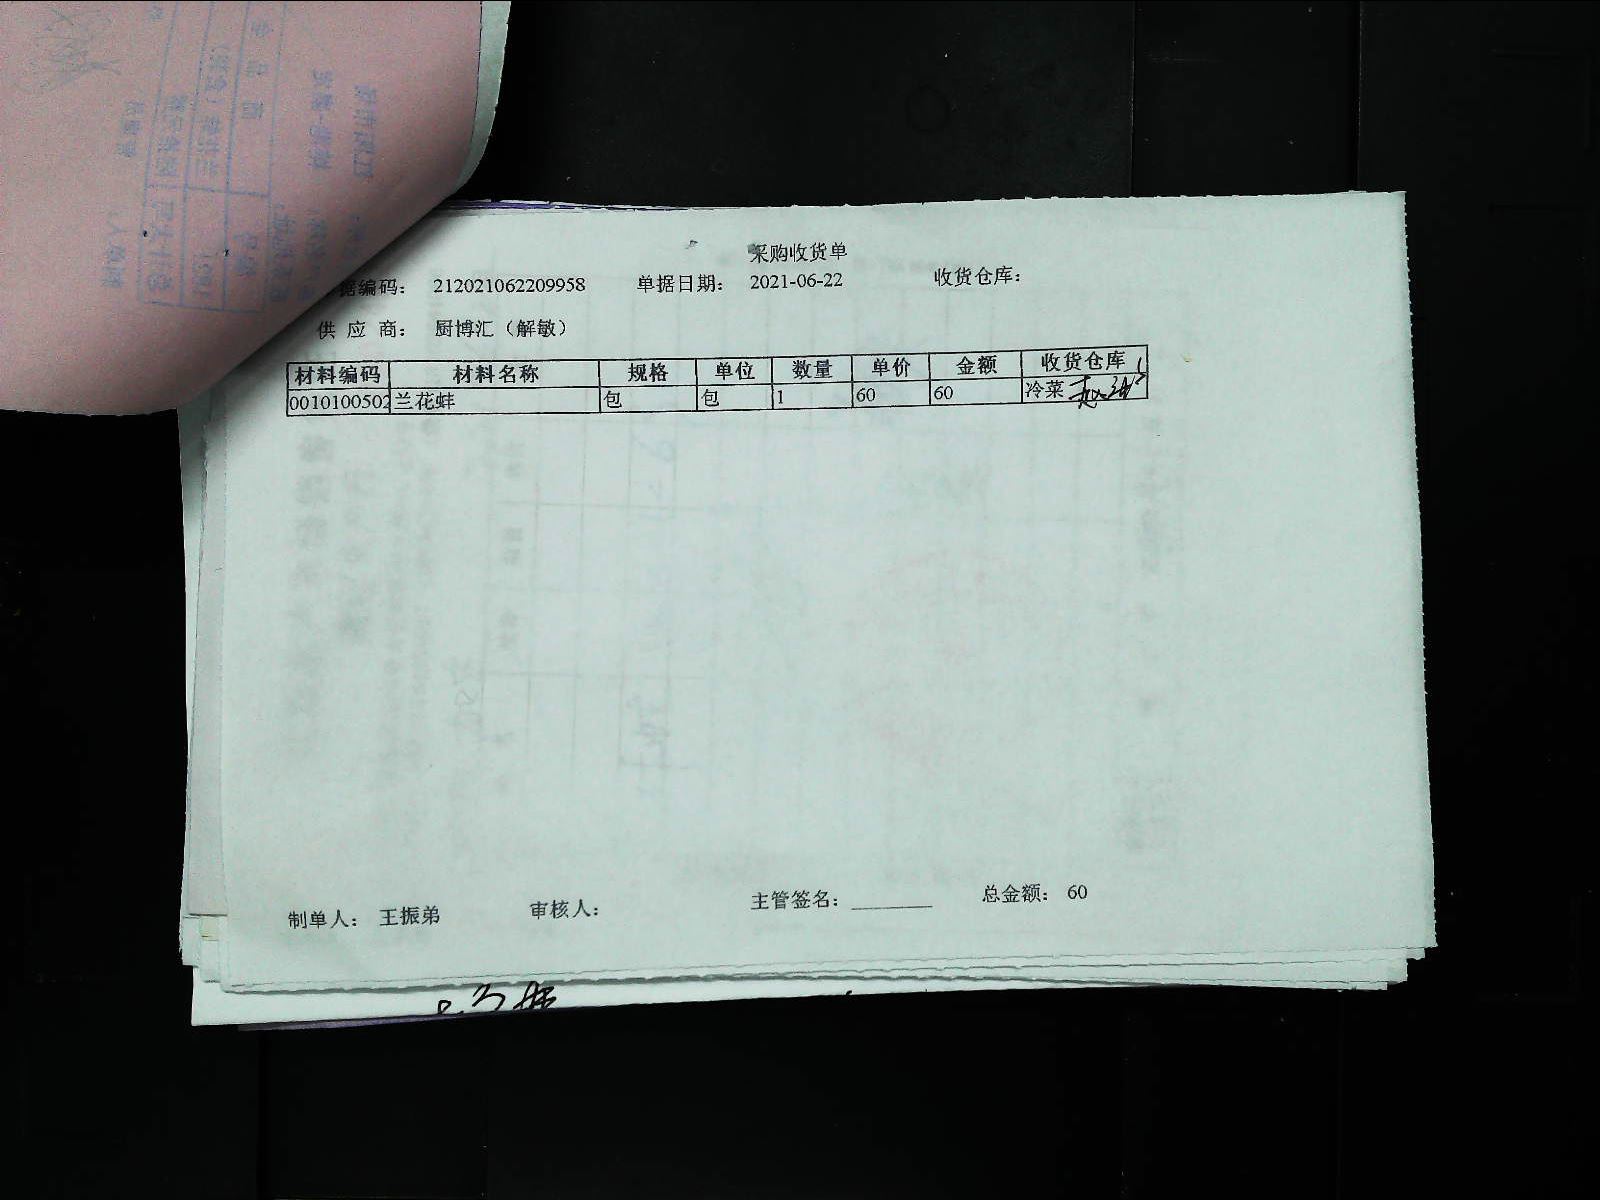 采购收货单
据编码： 212021062209958 单据日期： 2021-06-22 收货仓库：
供 应 商： 厨博汇（解敏）
材料编码 材料名称 规格 单位 数量 单价 金额 收货仓库
0010100502 兰花蚌 包 包 1 60 60 冷菜
制单人： 王振弟 审核人： 主管签名：________ 总金额： 60